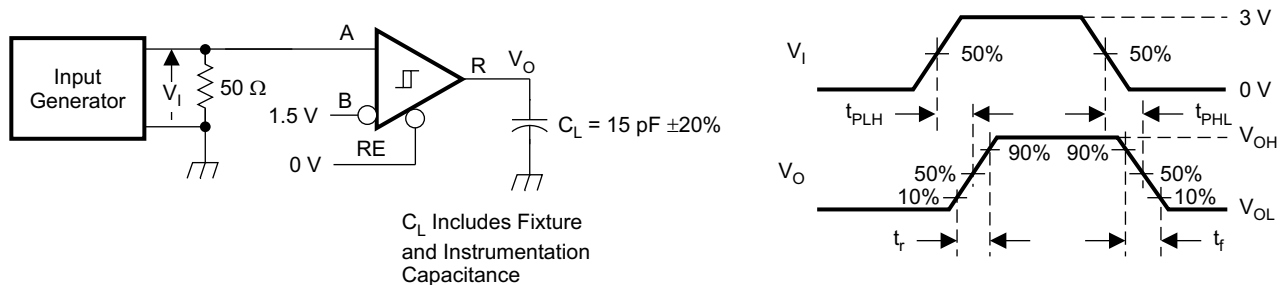 Input
Generator
V_I
50 Ω
A
B
1.5 V
RE
0 V
R
V_O
C_L = 15 pF ±20%
C_L Includes Fixture
and Instrumentation
Capacitance
V_I
50%
50%
3 V
0 V
t_PLH
t_PHL
V_O
90%
90%
50%
50%
10%
10%
V_OH
V_OL
t_r
t_f